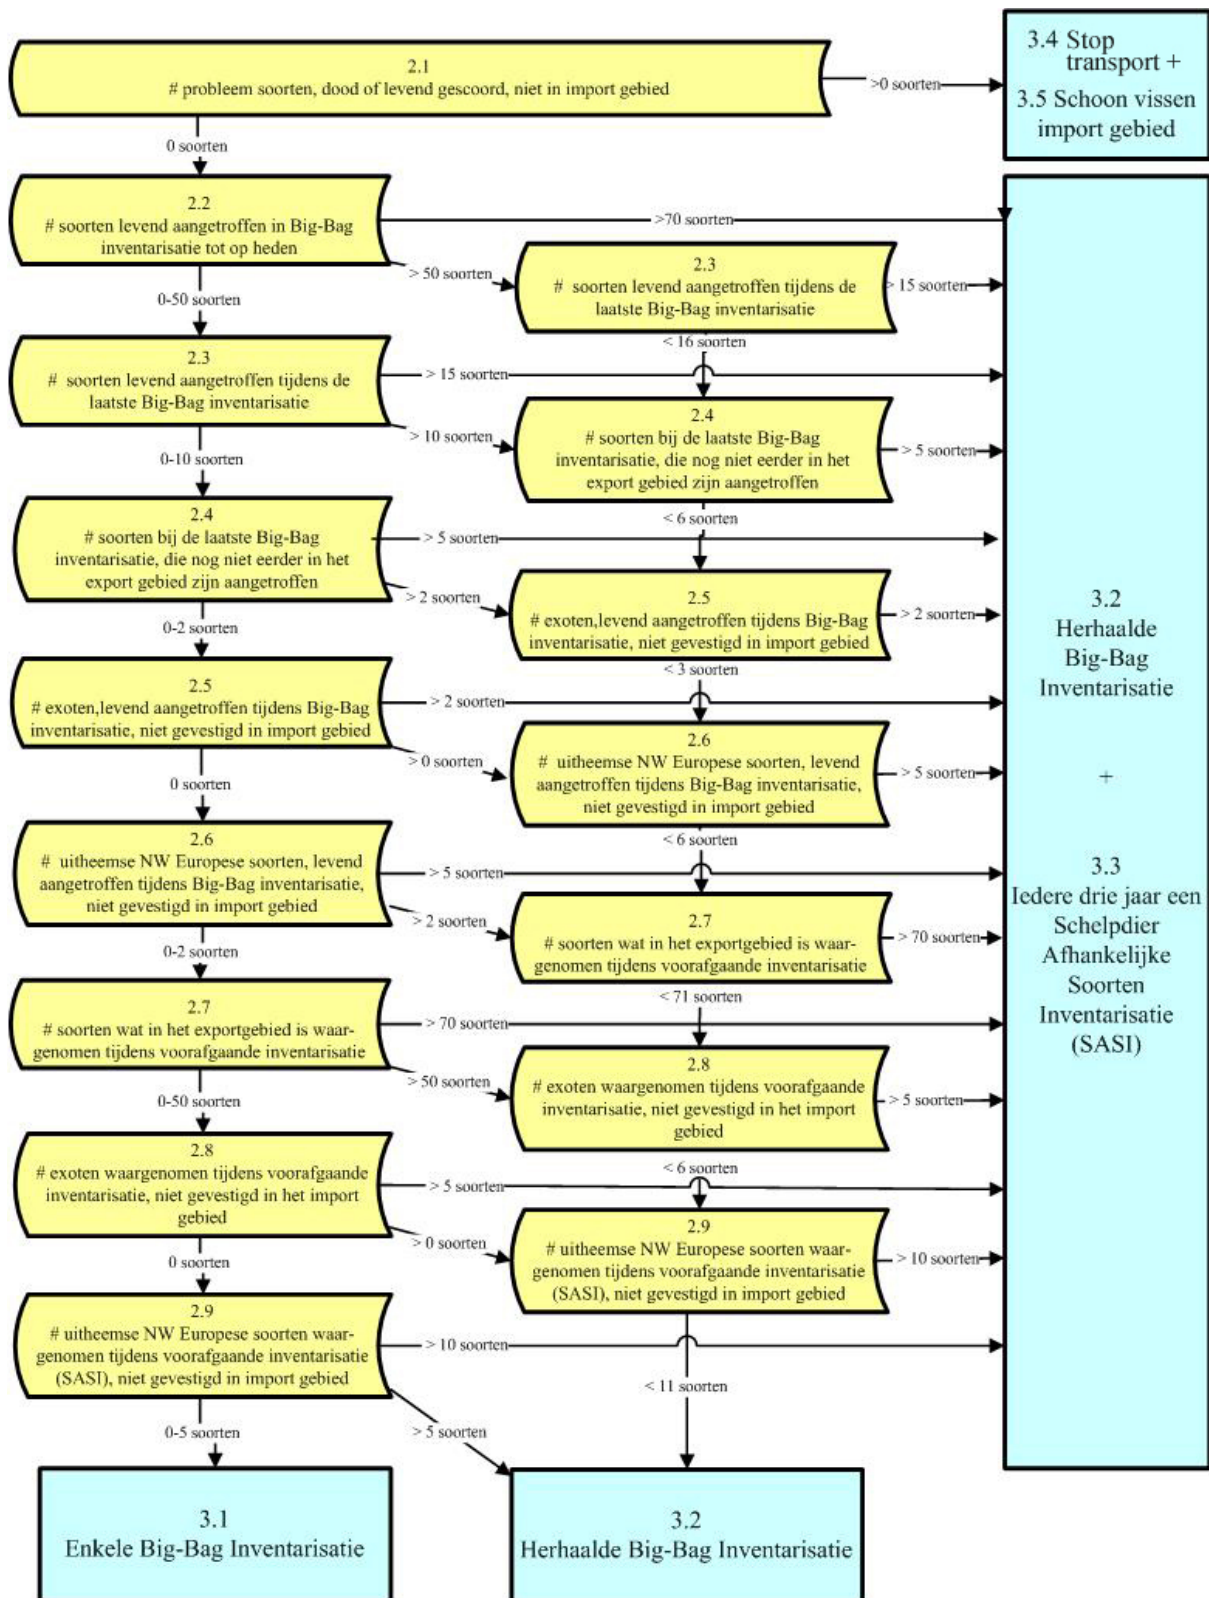 2.1
# probleem soorten, dood of levend gescoord, niet in import gebied
>0 soorten
3.4 Stop
transport +
3.5 Schoon vissen
import gebied
0 soorten
2.2
# soorten levend aangetroffen in Big-Bag
inventarisatie tot op heden
>70 soorten
> 50 soorten
2.3
# soorten levend aangetroffen tijdens de
laatste Big-Bag inventarisatie
> 15 soorten
0-50 soorten
< 16 soorten
2.3
# soorten levend aangetroffen tijdens de
laatste Big-Bag inventarisatie
> 15 soorten
> 10 soorten
2.4
# soorten bij de laatste Big-Bag
inventarisatie, die nog niet eerder in het
export gebied zijn aangetroffen
> 5 soorten
0-10 soorten
< 6 soorten
2.4
# soorten bij de laatste Big-Bag
inventarisatie, die nog niet eerder in het
export gebied zijn aangetroffen
> 5 soorten
> 2 soorten
2.5
# exoten,levend aangetroffen tijdens Big-Bag
inventarisatie, niet gevestigd in import gebied
> 2 soorten
0-2 soorten
< 3 soorten
2.5
# exoten,levend aangetroffen tijdens Big-Bag
inventarisatie, niet gevestigd in import gebied
> 2 soorten
> 0 soorten
2.6
# uitheemse NW Europese soorten, levend
aangetroffen tijdens Big-Bag inventarisatie,
niet gevestigd in import gebied
> 5 soorten
0 soorten
< 6 soorten
2.6
# uitheemse NW Europese soorten, levend
aangetroffen tijdens Big-Bag inventarisatie,
niet gevestigd in import gebied
> 5 soorten
> 2 soorten
2.7
# soorten wat in het exportgebied is waar-
genomen tijdens voorafgaande inventarisatie
> 70 soorten
0-2 soorten
< 71 soorten
2.7
# soorten wat in het exportgebied is waar-
genomen tijdens voorafgaande inventarisatie
> 70 soorten
> 50 soorten
2.8
# exoten waargenomen tijdens voorafgaande
inventarisatie, niet gevestigd in het import
gebied
> 5 soorten
0-50 soorten
< 6 soorten
2.8
# exoten waargenomen tijdens voorafgaande
inventarisatie, niet gevestigd in het import
gebied
> 5 soorten
> 0 soorten
2.9
# uitheemse NW Europese soorten waar-
genomen tijdens voorafgaande inventarisatie
(SASI), niet gevestigd in import gebied
> 10 soorten
0 soorten
2.9
# uitheemse NW Europese soorten waar-
genomen tijdens voorafgaande inventarisatie
(SASI), niet gevestigd in import gebied
> 10 soorten
< 11 soorten
0-5 soorten
> 5 soorten
3.2
Herhaalde
Big-Bag
Inventarisatie
+
3.3
Iedere drie jaar een
Schelpdier
Afhankelijke
Soorten
Inventarisatie
(SASI)
3.1
Enkele Big-Bag Inventarisatie
3.2
Herhaalde Big-Bag Inventarisatie